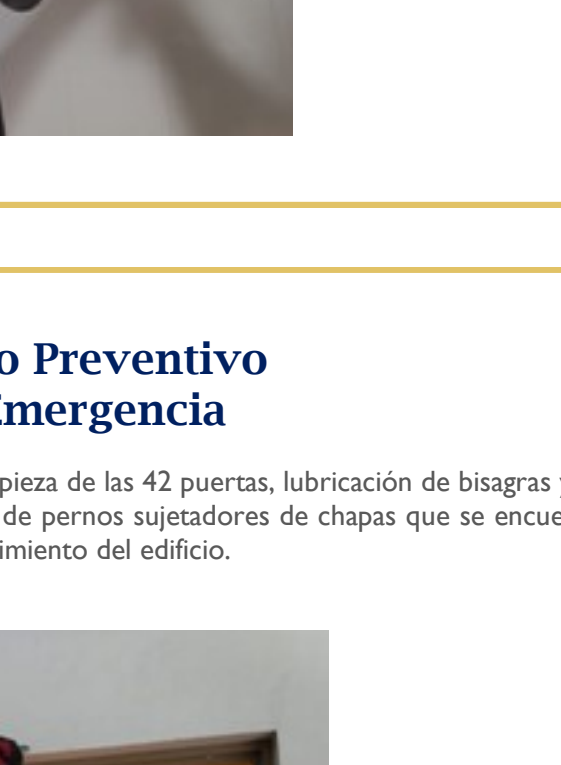 o Preventivo
Emergencia
pieza de las 42 puertas, lubricación de bisagras y
de pernos sujetadores de chapas que se encue
imiento del edificio.